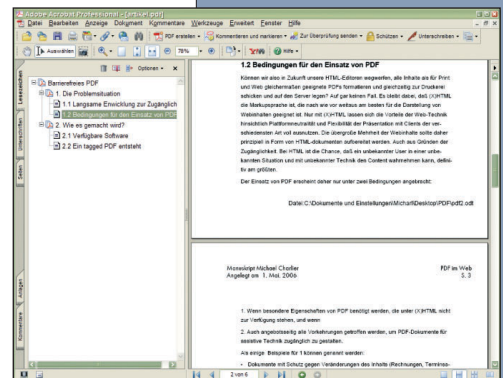 Adobe Acrobat Professional - [artikel.pdf]
Datei Bearbeiten Anzeige Dokument Kommentare Werkzeuge Erweitert Fenster Hilfe
PDF erstellen Kommentieren und markieren Zur Überprüfung senden Schützen Unterschreiben
Auswählen 78% Hilfe
Lesezeichen
Unterschriften
Seiten
Anlagen
Kommentare
Optionen
Barrierefreies PDF
1. Die Problemsituation
1.1 Langsame Enwicklung zur Zugänglich
1.2 Bedingungen für den Einsatz von PDF
2. Wie es gemacht wird?
2.1 Verfügbare Software
2.2 Ein tagged PDF entsteht
1.2 Bedingungen für den Einsatz von PDF
Können wir also in Zukunft unsere HTML-Editoren wegwerfen, alle Inhalte als für Print
und Web gleichermaßen geeignete PDFs formatieren und gleichzeitig zur Druckerei
schicken und auf den Server legen? Auf gar keinen Fall. Es bleibt dabei, (X)HTML
die Markupsprache ist, die nach wie vor weitaus am besten für die Darstellung von
Webinhalten geeignet ist. Nur mit (X)HTML lassen sich die Vorteile der Web-Technik
hinsichtlich Plattformneutralität und Flexibilität der Präsentation mit Clients der ver-
schiedensten Art voll ausnutzen. Die übergroße Mehrheit der Webinhalte sollte daher
prinzipiell in Form von HTML-dokumenten aufbereitet werden. Auch aus Gründen der
Zugänglichkeit: Bei HTML ist die Chance, daß ein unbekannter User in einer unbe-
kannten Situation und mit unbekannter Technik des Content wahrnehmen kann, defini-
tiv am größten.
Der Einsatz von PDF erscheint daher nur unter zwei Bedingungen angebracht:
Datei:C:\Dokumente und Einstellungen\Michael\Desktop\PDF\pdf2.odt
Manuskript Michael Charlier PDF im Web
Angelegt am 1. Mai. 2006 S. 3
1. Wenn besondere Eigenschaften von PDF benötigt werden, die unter (X)HTML nicht
zur Verfügung stehen, und wenn
2. Auch angebotsseitig alle Vorkehrungen getroffen werden, um PDF-Dokumente für
assistive Technik zugänglich zu gestalten.
Als einige Beispiele für 1 können genannt werden:
• Dokumente mit Schutz gegen Veränderungen des Inhalts (Rechnungen, Terminss-
2 von 6